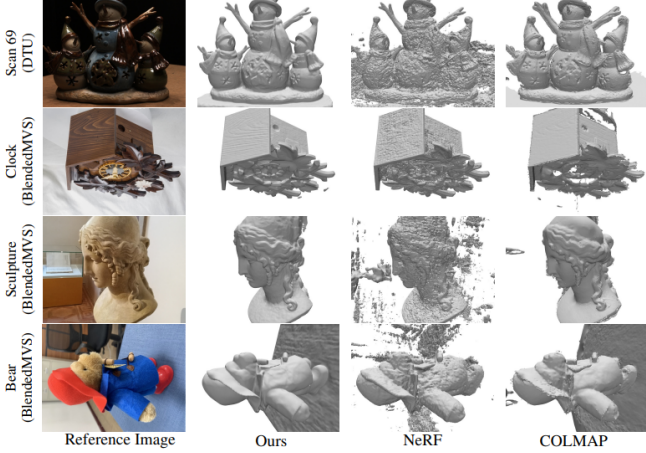 Scan 69
(DTU)
Clock
(BlendedMVS)
Sculpture
(BlendedMVS)
Bear
(BlendedMVS)
Reference Image
Ours
NeRF
COLMAP